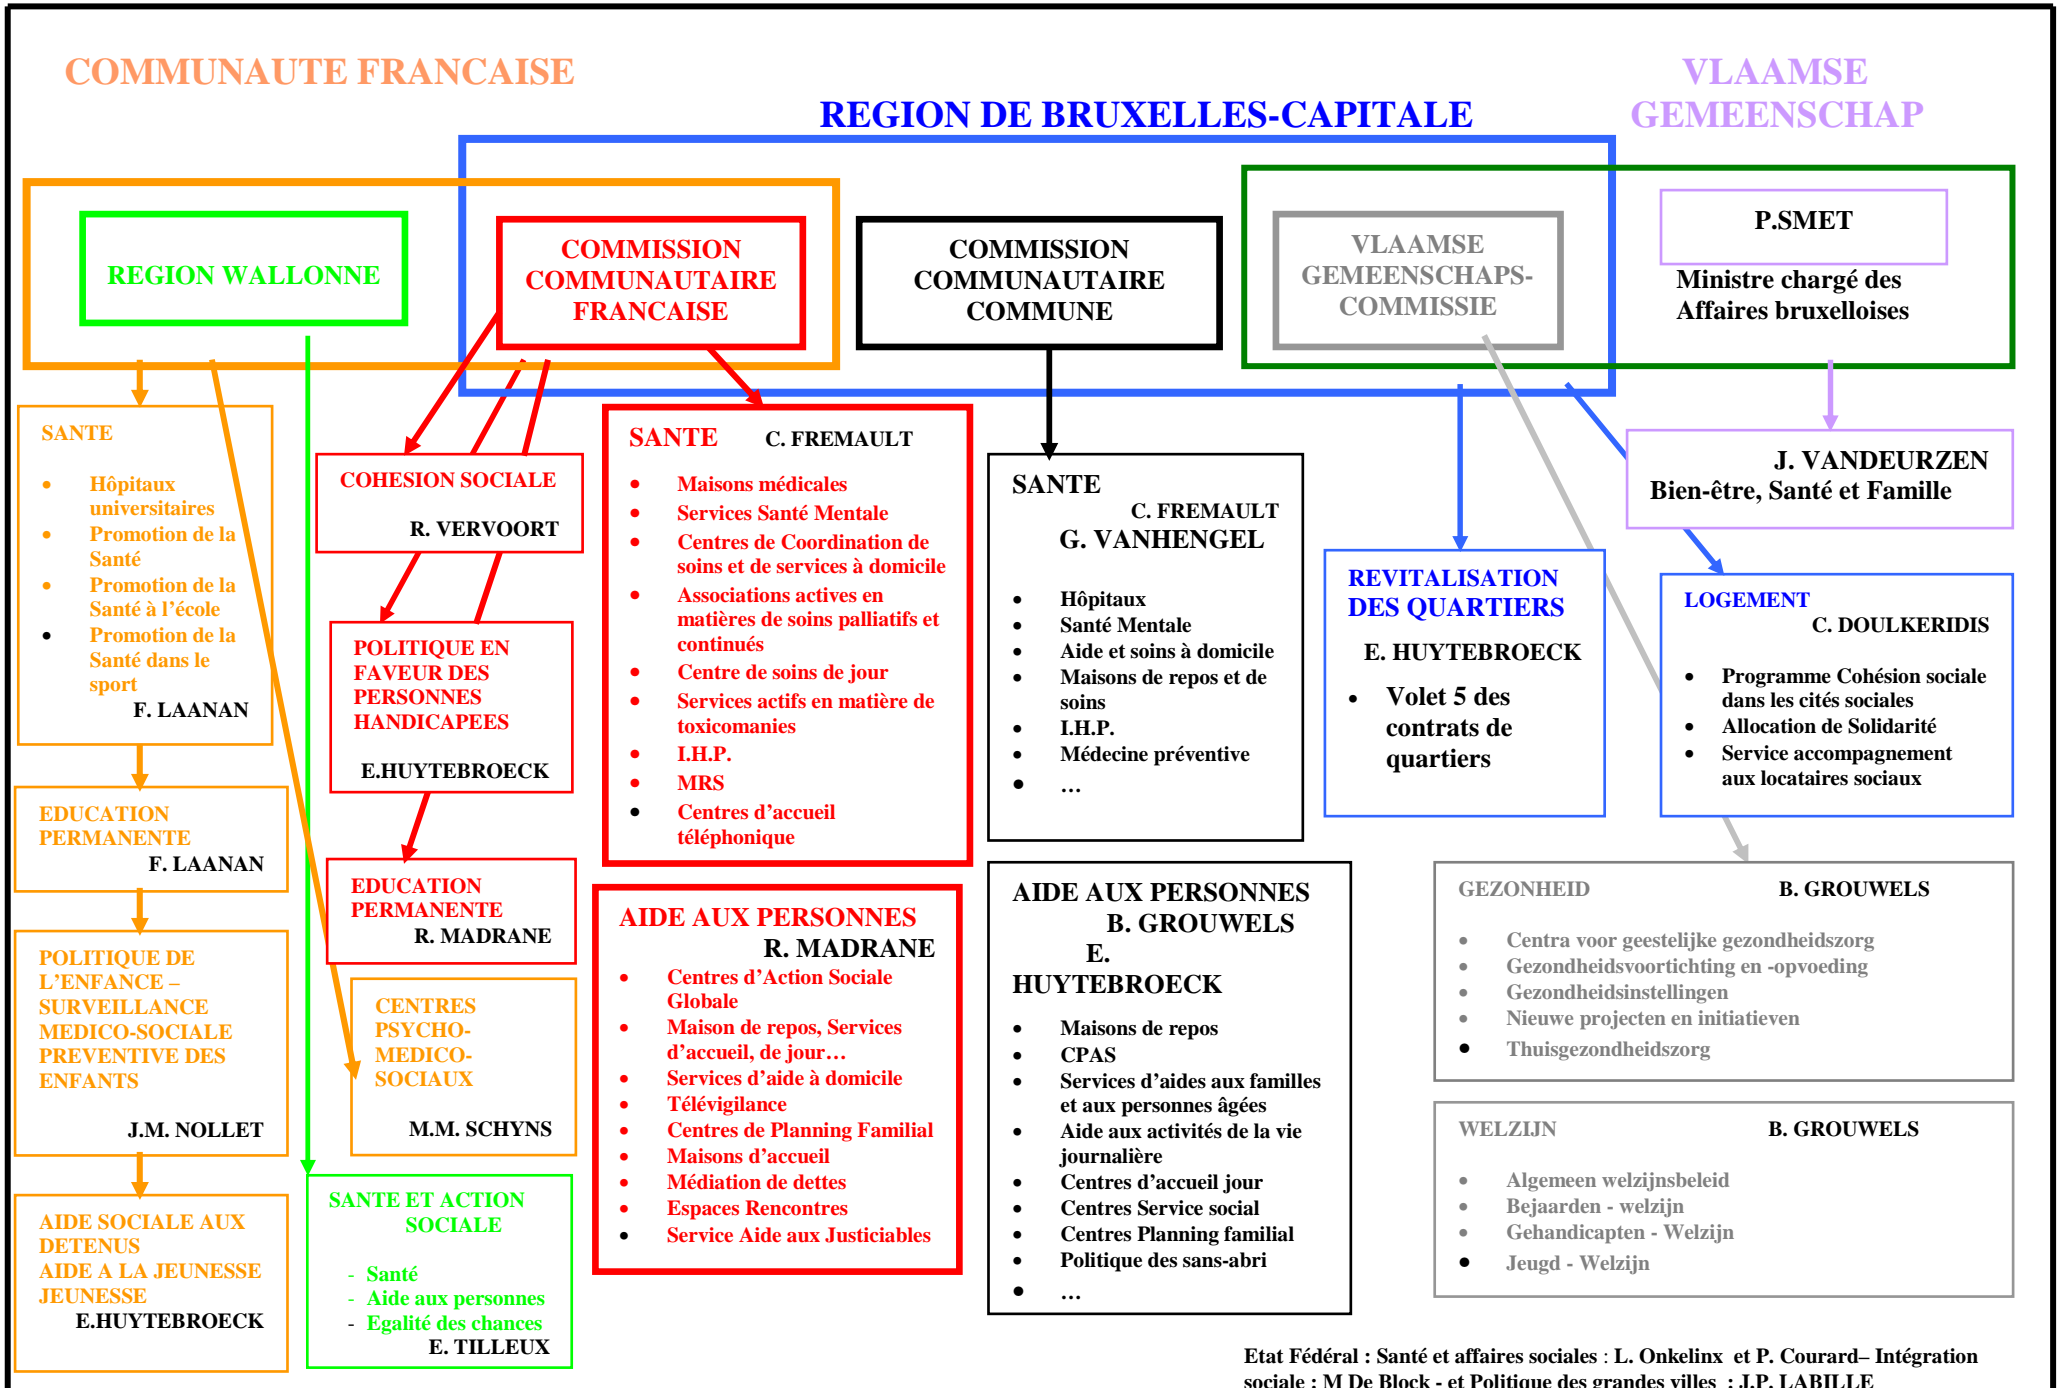 COMMUNAUTE FRANCAISE
REGION DE BRUXELLES-CAPITALE
VLAAMSE
GEMEENSCHAP
REGION WALLONNE
COMMISSION
COMMUNAUTAIRE
FRANCAISE
COMMISSION
COMMUNAUTAIRE
COMMUNE
VLAAMSE
GEMEENSCHAPS-
COMMISSIE
P.SMET
Ministre chargé des
Affaires bruxelloises
SANTE
• Hôpitaux
universitaires
• Promotion de la
Santé
• Promotion de la
Santé à l'école
• Promotion de la
Santé dans le
sport
F. LAANAN
EDUCATION
PERMANENTE
F. LAANAN
POLITIQUE DE
L'ENFANCE –
SURVEILLANCE
MEDICO-SOCIALE
PREVENTIVE DES
ENFANTS
J.M. NOLLET
AIDE SOCIALE AUX
DETENUS
AIDE A LA JEUNESSE
JEUNESSE
E.HUYTEBROECK
COHESION SOCIALE
R. VERVOORT
POLITIQUE EN
FAVEUR DES
PERSONNES
HANDICAPEES
E.HUYTEBROECK
EDUCATION
PERMANENTE
R. MADRANE
CENTRES
PSYCHO-
MEDICO-
SOCIAUX
M.M. SCHYNS
SANTE ET ACTION
SOCIALE
- Santé
- Aide aux personnes
- Egalité des chances
E. TILLEUX
SANTE C. FREMAULT
• Maisons médicales
• Services Santé Mentale
• Centres de Coordination de
soins et de services à domicile
• Associations actives en
matières de soins palliatifs et
continués
• Centre de soins de jour
• Services actifs en matière de
toxicomanies
• I.H.P.
• MRS
• Centres d'accueil
téléphonique
AIDE AUX PERSONNES
R. MADRANE
• Centres d'Action Sociale
Globale
• Maison de repos, Services
d'accueil, de jour…
• Services d'aide à domicile
• Télévigilance
• Centres de Planning Familial
• Maisons d'accueil
• Médiation de dettes
• Espaces Rencontres
• Service Aide aux Justiciables
SANTE
C. FREMAULT
G. VANHENGEL
• Hôpitaux
• Santé Mentale
• Aide et soins à domicile
• Maisons de repos et de
soins
• I.H.P.
• Médecine préventive
• …
AIDE AUX PERSONNES
B. GROUWELS
E.
HUYTEBROECK
• Maisons de repos
• CPAS
• Services d'aides aux familles
et aux personnes âgées
• Aide aux activités de la vie
journalière
• Centres d'accueil jour
• Centres Service social
• Centres Planning familial
• Politique des sans-abri
• …
REVITALISATION
DES QUARTIERS
E. HUYTEBROECK
• Volet 5 des
contrats de
quartiers
J. VANDEURZEN
Bien-être, Santé et Famille
LOGEMENT
C. DOULKERIDIS
• Programme Cohésion sociale
dans les cités sociales
• Allocation de Solidarité
• Service accompagnement
aux locataires sociaux
GEZONHEID B. GROUWELS
• Centra voor geestelijke gezondheidszorg
• Gezondheidsvoortichting en -opvoeding
• Gezondheidsinstellingen
• Nieuwe projecten en initiatieven
• Thuisgezondheidszorg
WELZIJN B. GROUWELS
• Algemeen welzijnsbeleid
• Bejaarden - welzijn
• Gehandicapten - Welzijn
• Jeugd - Welzijn
Etat Fédéral : Santé et affaires sociales : L. Onkelinx et P. Courard– Intégration
sociale : M De Block - et Politique des grandes villes : J.P. LABILLE